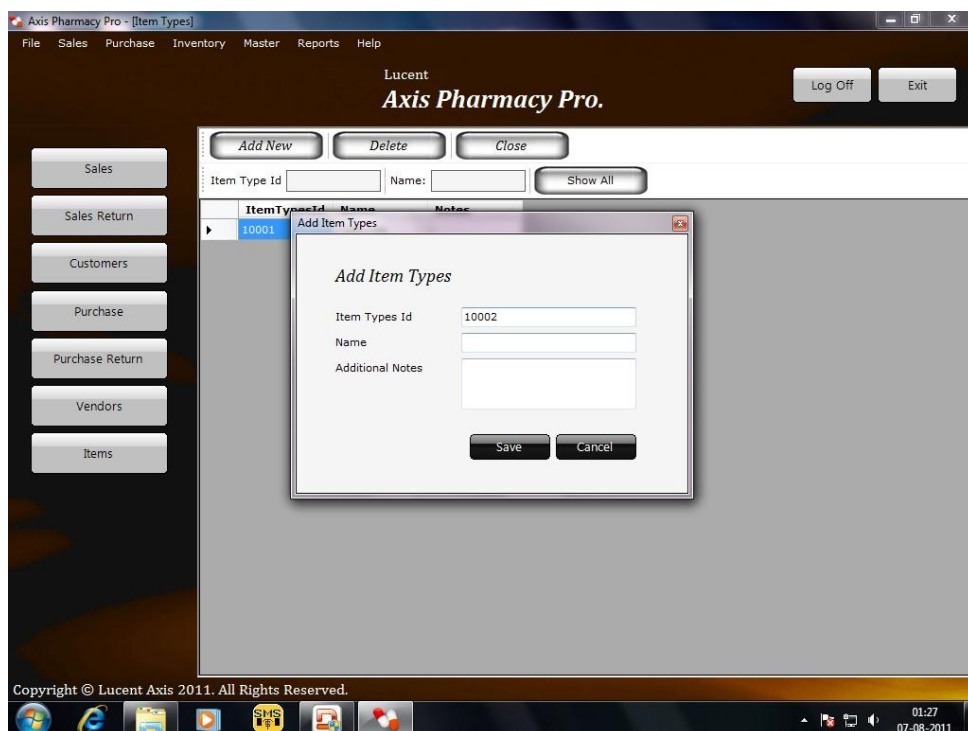 Axis Pharmacy Pro - [Item Types]
File Sales Purchase Inventory Master Reports Help
Lucent
Axis Pharmacy Pro.
Log Off Exit
Add New Delete Close
Item Type Id Name: Show All
ItemTypesId Name Notes
10001
Sales
Sales Return
Customers
Purchase
Purchase Return
Vendors
Items
Add Item Types
Add Item Types
Item Types Id 10002
Name
Additional Notes
Save Cancel
Copyright © Lucent Axis 2011. All Rights Reserved.
SMS
01:27
07-08-2011